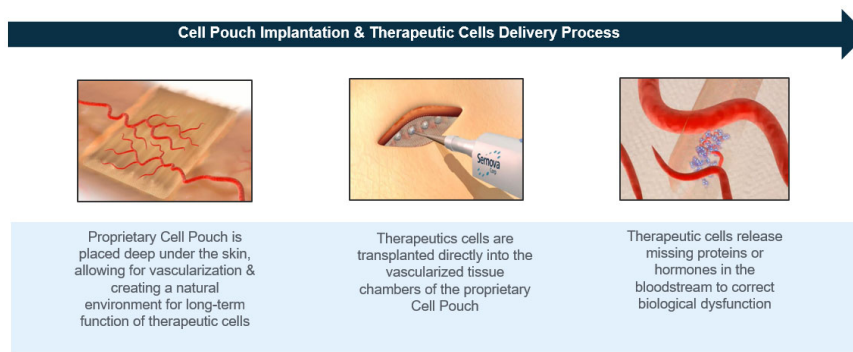 Cell Pouch Implantation & Therapeutic Cells Delivery Process
Sernova
Proprietary Cell Pouch is
placed deep under the skin,
allowing for vascularization &
creating a natural
environment for long-term
function of therapeutic cells
Therapeutics cells are
transplanted directly into the
vascularized tissue
chambers of the proprietary
Cell Pouch
Therapeutic cells release
missing proteins or
hormones in the
bloodstream to correct
biological dysfunction